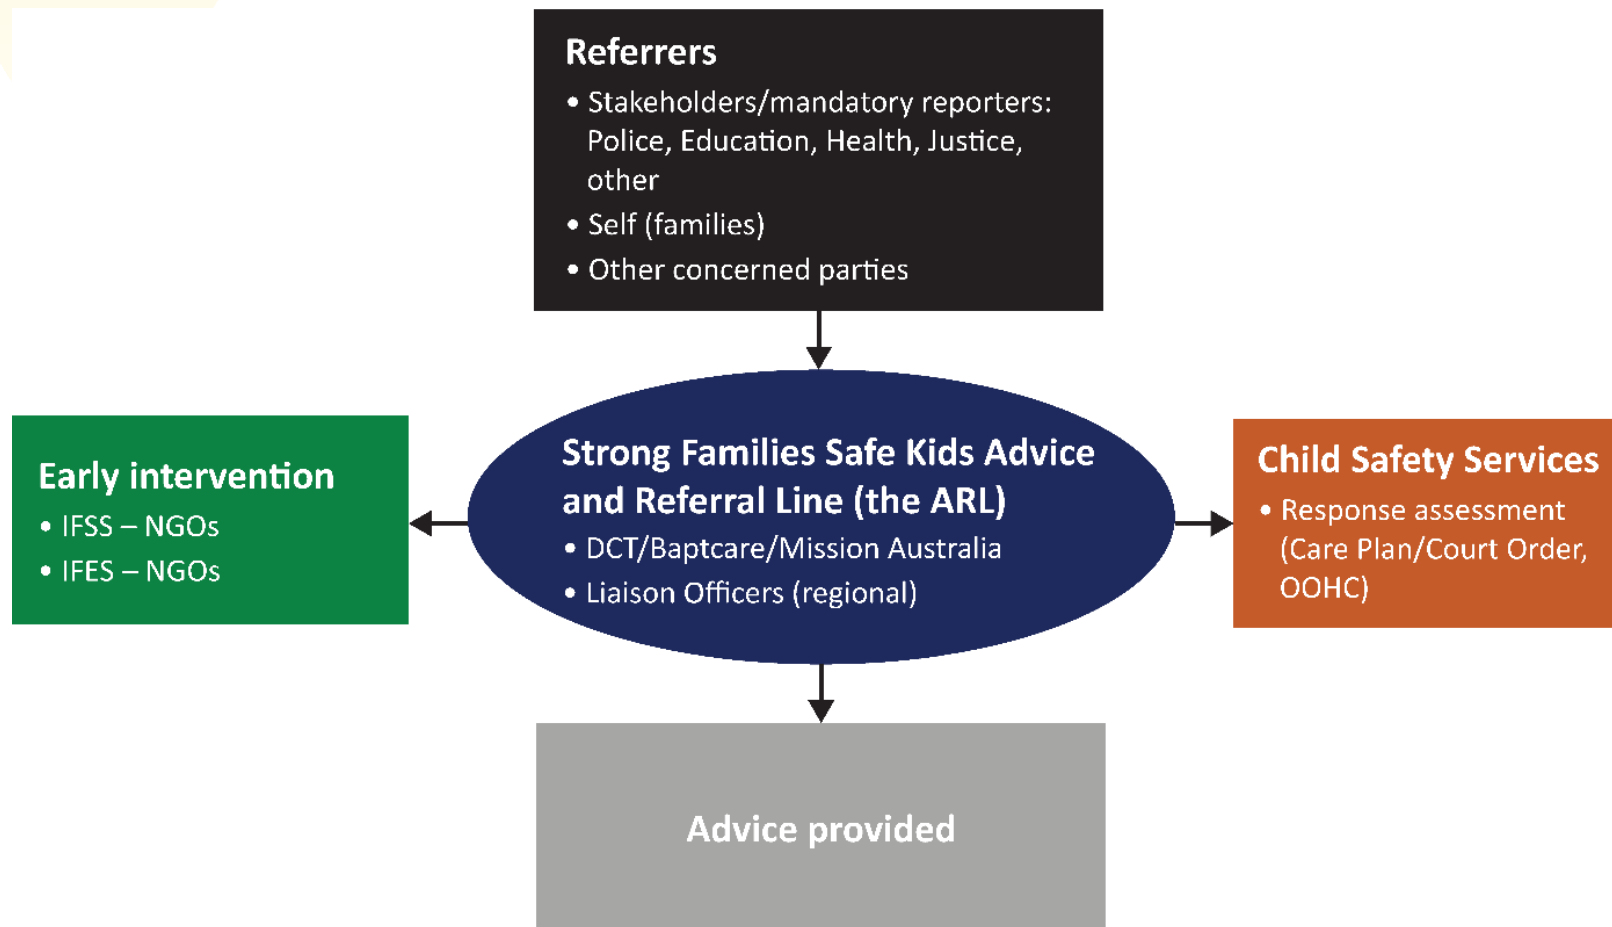 Referrers
• Stakeholders/mandatory reporters:
Police, Education, Health, Justice,
other
• Self (families)
• Other concerned parties
Early intervention
• IFSS – NGOs
• IFES – NGOs
Strong Families Safe Kids Advice
and Referral Line (the ARL)
• DCT/Baptcare/Mission Australia
• Liaison Officers (regional)
Child Safety Services
• Response assessment
(Care Plan/Court Order,
OOHC)
Advice provided